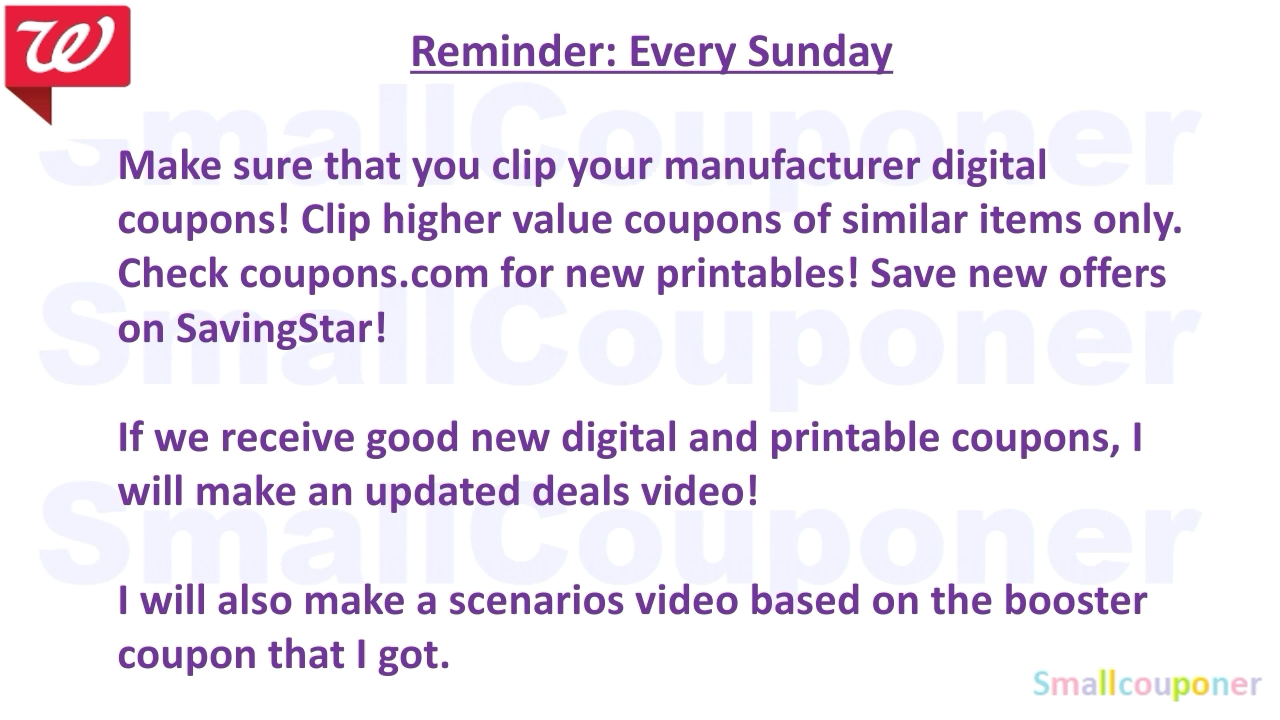 W
Reminder: Every Sunday
SmallCouponer
Make sure that you clip your manufacturer digital
coupons! Clip higher value coupons of similar items only.
Check coupons.com for new printables! Save new offers
on SavingStar!
SmallCouponer
If we receive good new digital and printable coupons, I
will make an updated deals video!
SmallCouponer
I will also make a scenarios video based on the booster
coupon that I got.
Smallcouponer